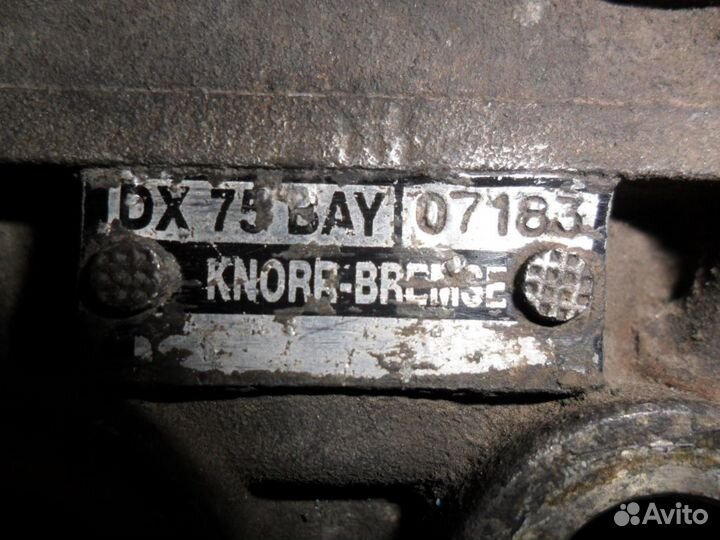 DX 75 BAY 07183
KNORR-BREMSE
Avito